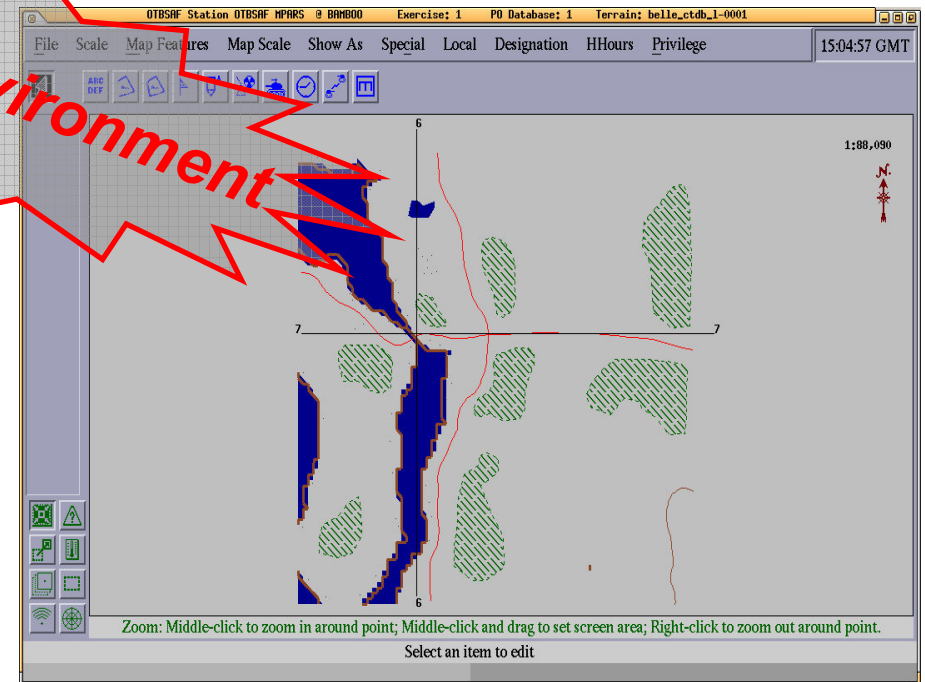 OTBSAF Station OTBSAF MPARS @ BAMBOO Exercise: 1 PO Database: 1 Terrain: belle_ctdb_l-0001
File Scale Map Features Map Scale Show As Special Local Designation HHours Privilege 15:04:57 GMT
ABC
DEF
6
1:88,090
N.
7 7
6
Zoom: Middle-click to zoom in around point; Middle-click and drag to set screen area; Right-click to zoom out around point.
Select an item to edit